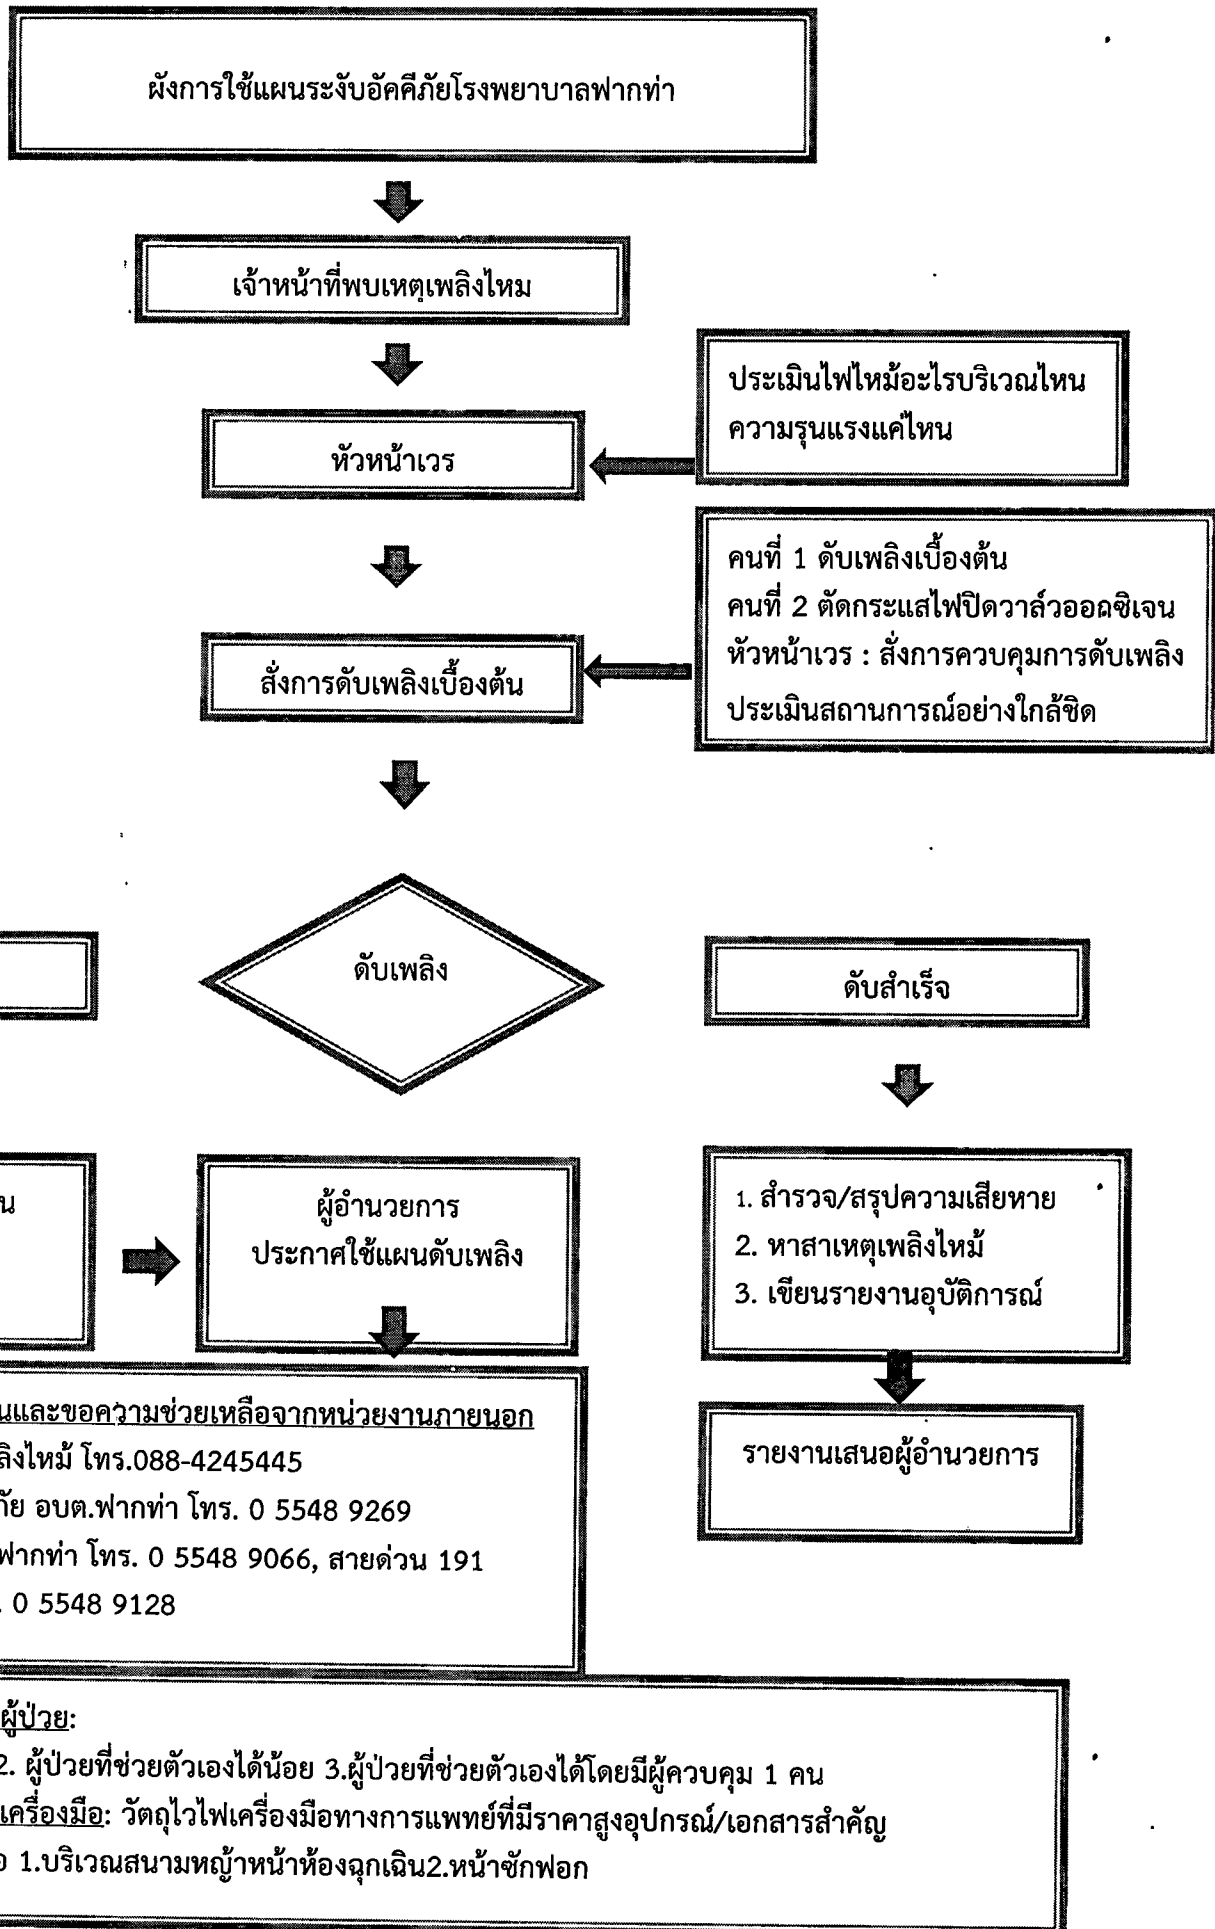 ผังการใช้แผนระงับอัคคีภัยโรงพยาบาลฟากท่า
เจ้าหน้าที่พบเหตุเพลิงไหม
ประเมินไฟไหม้อะไรบริเวณไหน
ความรุนแรงแค่ไหน
หัวหน้าเวร
คนที่ 1 ดับเพลิงเบื้องต้น
คนที่ 2 ตัดกระแสไฟปิดวาล์วออกซิเจน
หัวหน้าเวร : สั่งการควบคุมการดับเพลิง
ประเมินสถานการณ์อย่างใกล้ชิด
สั่งการดับเพลิงเบื้องต้น
ดับเพลิง
ดับสำเร็จ
น
ผู้อำนวยการ
ประกาศใช้แผนดับเพลิง
1. สำรวจ/สรุปความเสียหาย
2. หาสาเหตุเพลิงไหม้
3. เขียนรายงานอุบัติการณ์
นและขอความช่วยเหลือจากหน่วยงานภายนอก
ลิงไหม้ โทร.088-4245445
ภัย อบต.ฟากท่า โทร. 0 5548 9269
ฟากท่า โทร. 0 5548 9066, สายด่วน 191
. 0 5548 9128
รายงานเสนอผู้อำนวยการ
ผู้ป่วย:
2. ผู้ป่วยที่ช่วยตัวเองได้น้อย 3.ผู้ป่วยที่ช่วยตัวเองได้โดยมีผู้ควบคุม 1 คน
เครื่องมือ: วัตถุไวไฟเครื่องมือทางการแพทย์ที่มีราคาสูงอุปกรณ์/เอกสารสำคัญ
อ 1.บริเวณสนามหญ้าหน้าห้องฉุกเฉิน2.หน้าซักฟอก